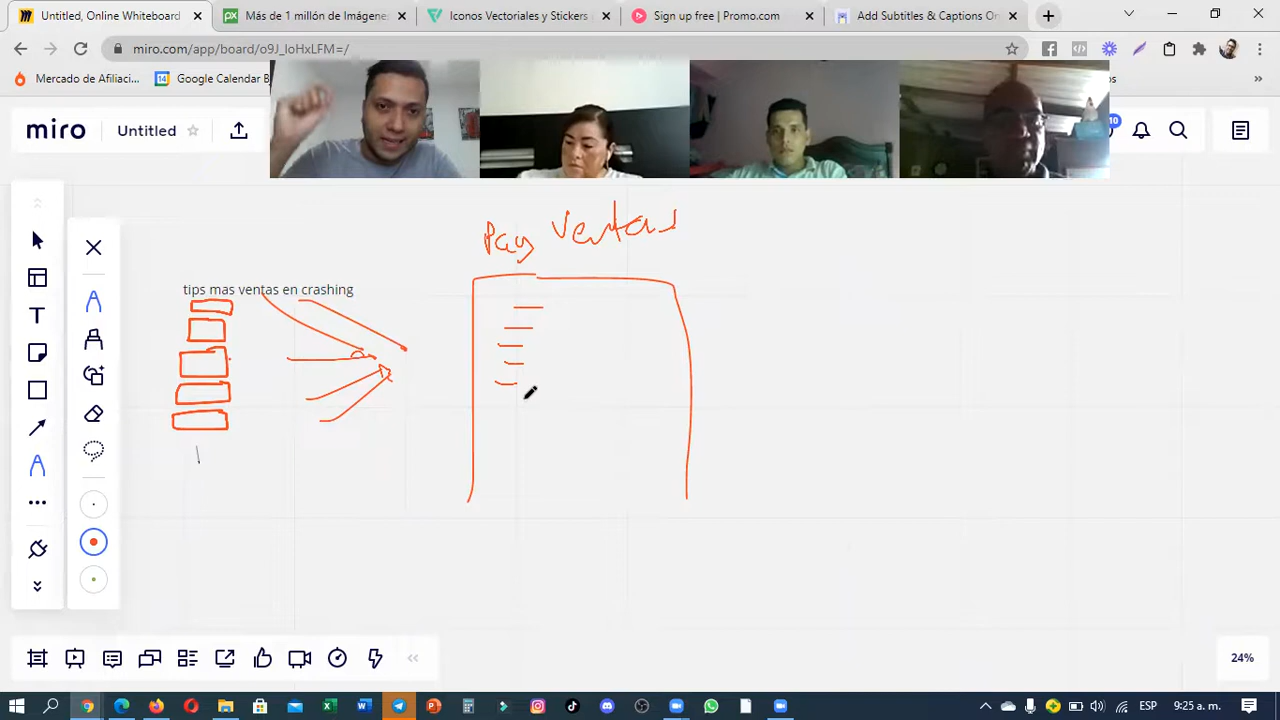 Untitled, Online Whiteboard
Más de 1 millón de Imágene
Iconos Vectoriales y Stickers
Sign up free | Promo.com
Add Subtitles & Captions On
miro.com/app/board/o9J_loHxLFM=/
Mercado de Afiliaci
Google Calendar B
miro
Untitled
10
Pag Ventas
tips mas ventas en crashing
24%
ESP
9:25 a. m.